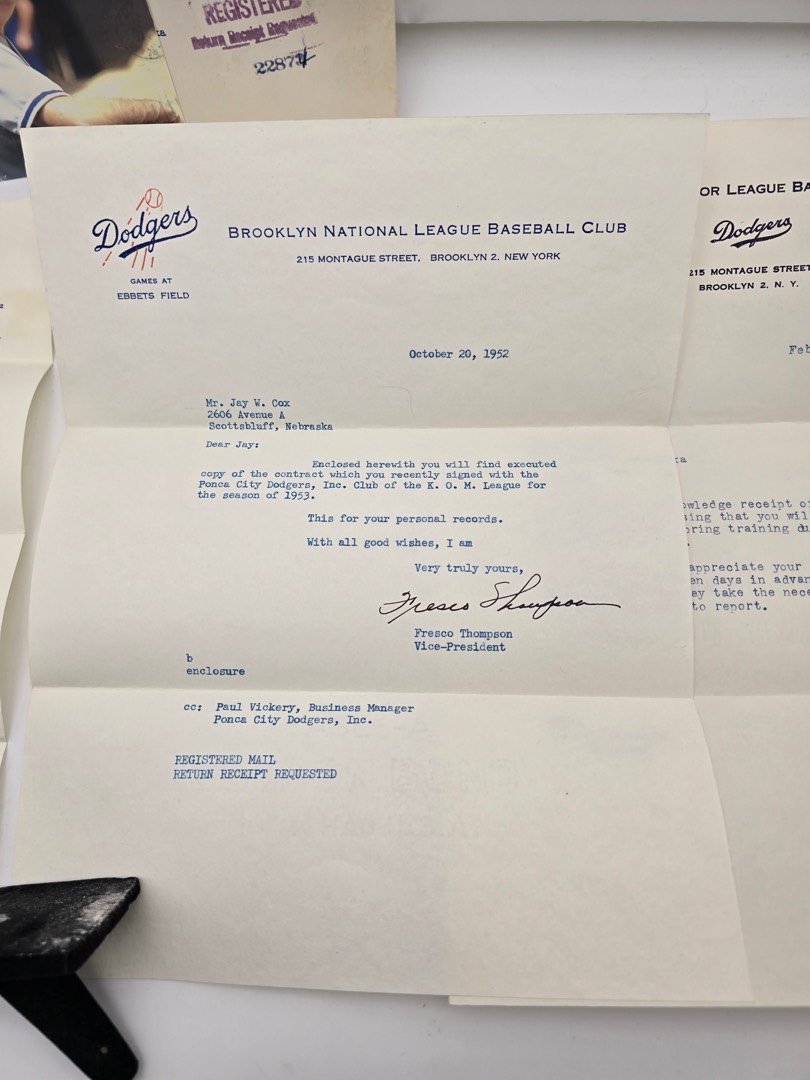 REGISTERED
Return Receipt Requested
Dodgers
GAMES AT
EBBETS FIELD
BROOKLYN NATIONAL LEAGUE BASEBALL CLUB
215 MONTAGUE STREET, BROOKLYN 2, NEW YORK
October 20, 1952
Mr. Jay W. Cox
2606 Avenue A
Scottsbluff, Nebraska
Dear Jay:
Enclosed herewith you will find executed
copy of the contract which you recently signed with the
Ponca City Dodgers, Inc. Club of the K. O. M. League for
the season of 1953.
This for your personal records.
With all good wishes, I am
Very truly yours,
Fresco Thompson
Fresco Thompson
Vice-President
b
enclosure
cc: Paul Vickery, Business Manager
Ponca City Dodgers, Inc.
REGISTERED MAIL
RETURN RECEIPT REQUESTED
OR LEAGUE BA
Dodgers
215 MONTAGUE STREET
BROOKLYN 2, N. Y.
Feb
ka
owledge receipt of
sing that you wil
pring training du
appreciate your
en days in advan
ay take the nece
to report.